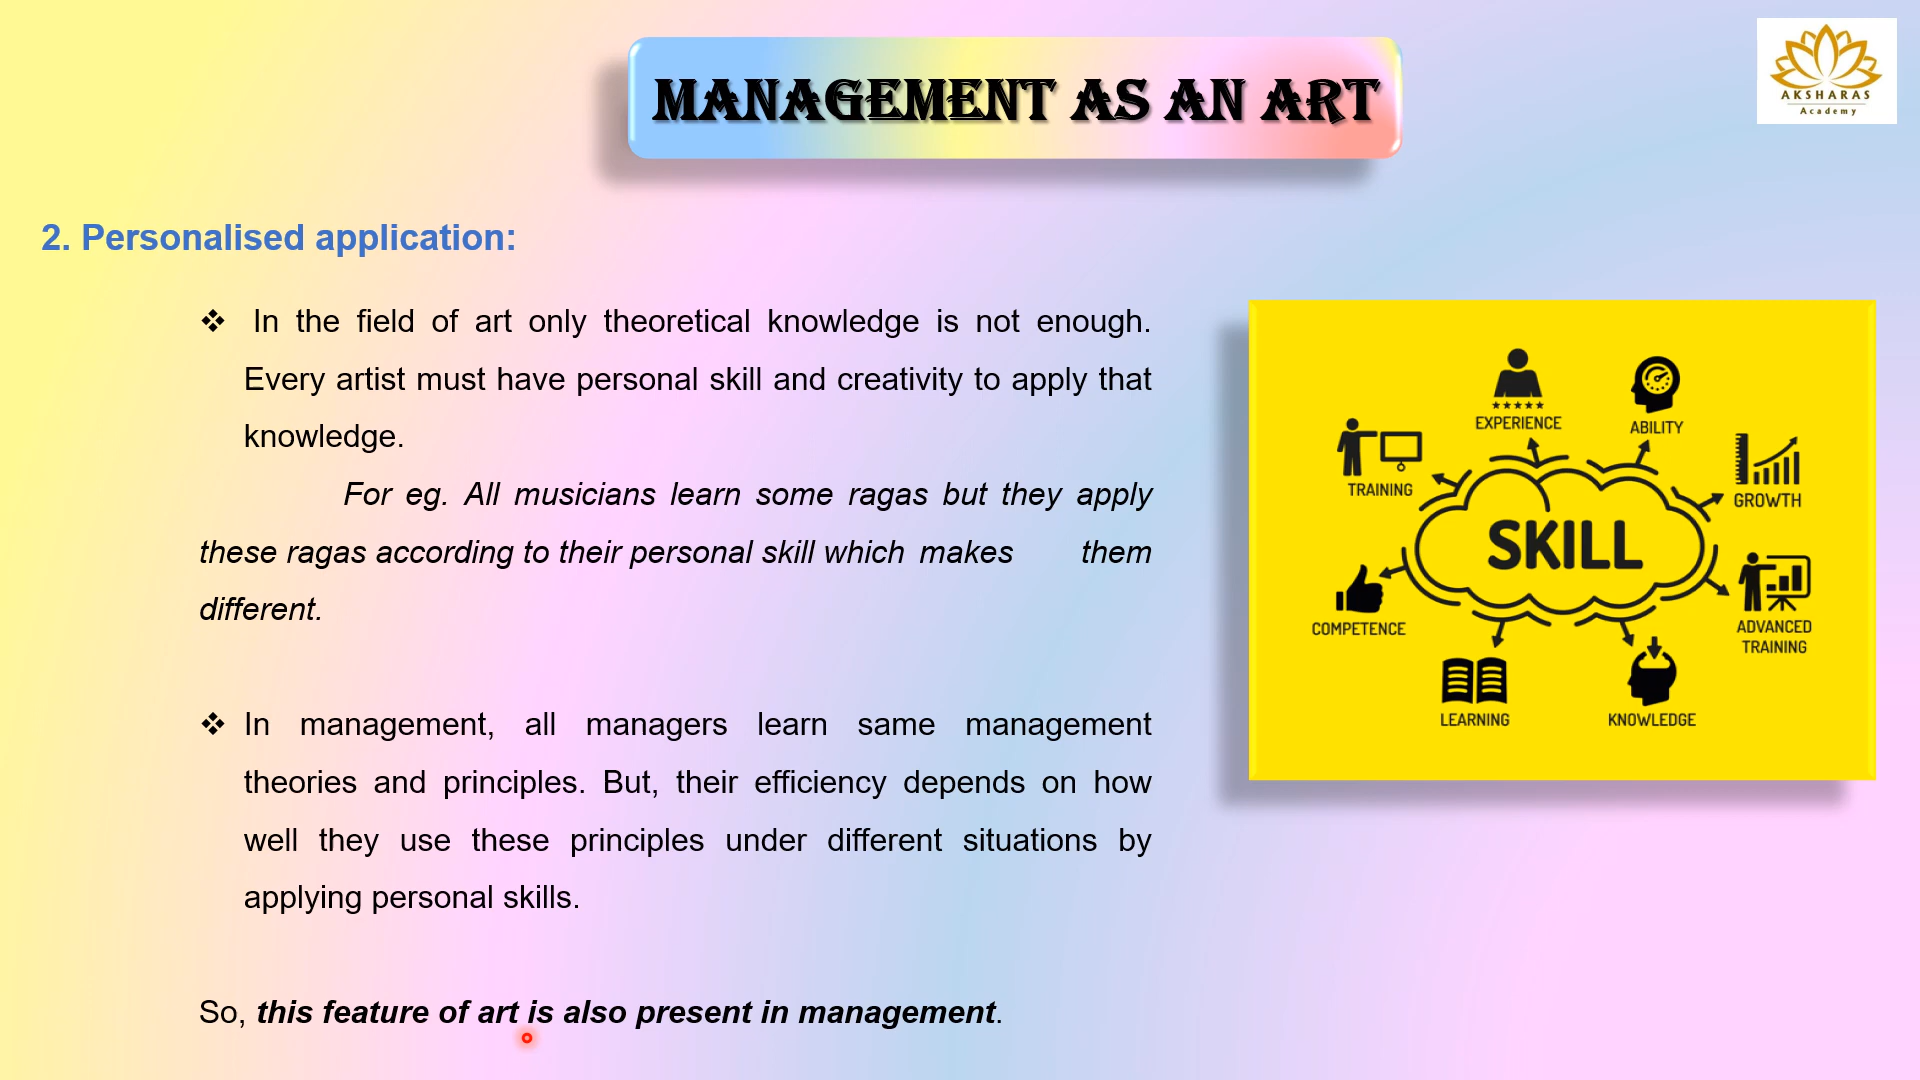 MANAGEMENT AS AN ART
AKSHARAS
Academy
2. Personalised application:
❖ In the field of art only theoretical knowledge is not enough.
Every artist must have personal skill and creativity to apply that
knowledge.
For eg. All musicians learn some ragas but they apply
these ragas according to their personal skill which makes them
different.
❖ In management, all managers learn same management
theories and principles. But, their efficiency depends on how
well they use these principles under different situations by
applying personal skills.
So, this feature of art is also present in management.
EXPERIENCE
ABILITY
TRAINING
GROWTH
SKILL
COMPETENCE
ADVANCED
TRAINING
LEARNING
KNOWLEDGE